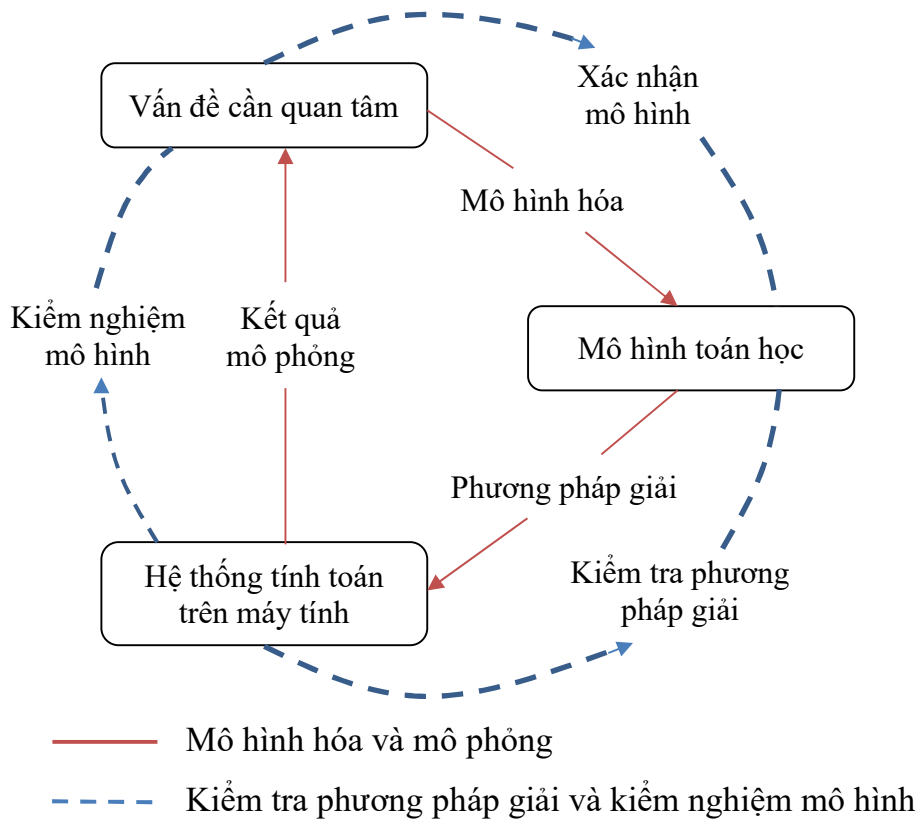 Vấn đề cần quan tâm
Xác nhận
mô hình
Mô hình hóa
Kiểm nghiệm
mô hình
Kết quả
mô phỏng
Mô hình toán học
Phương pháp giải
Hệ thống tính toán
trên máy tính
Kiểm tra phương
pháp giải
Mô hình hóa và mô phỏng
Kiểm tra phương pháp giải và kiểm nghiệm mô hình